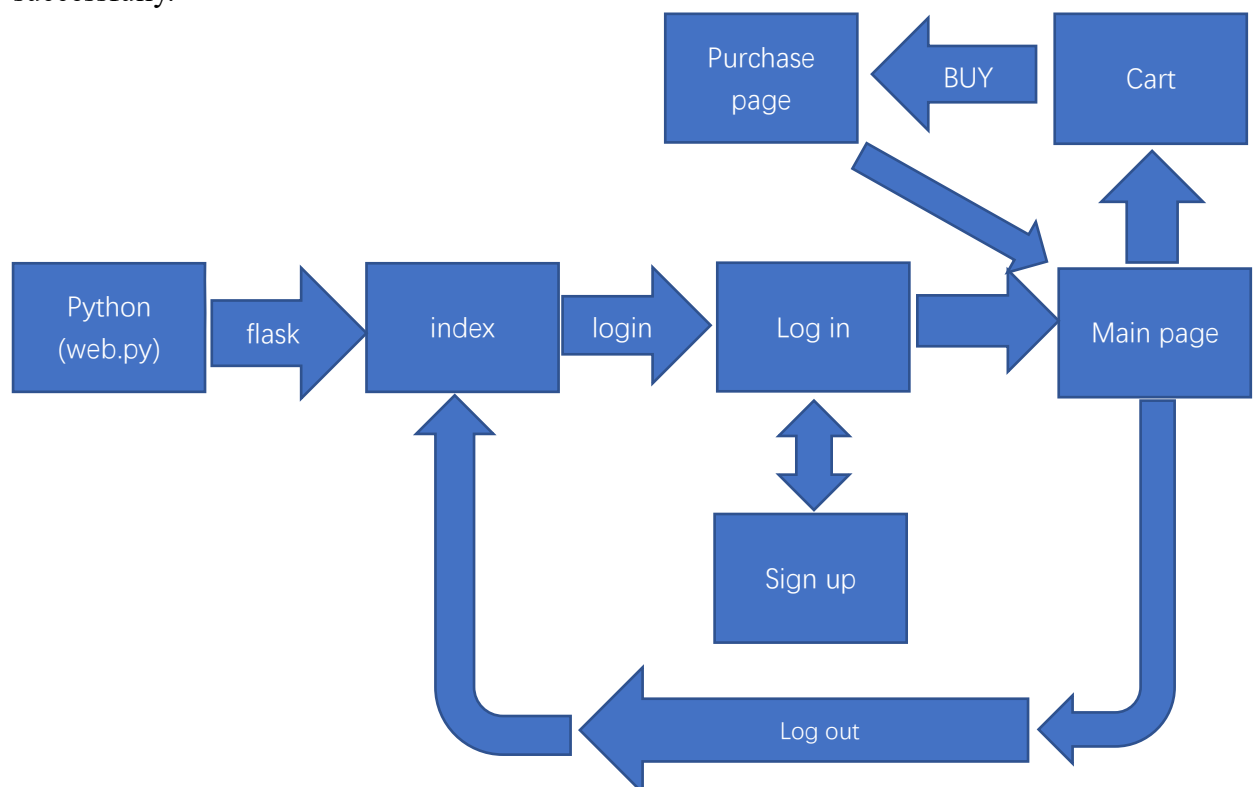 Purchase
page
BUY
Cart
Python
(web.py)
flask
index
login
Log in
Main page
Sign up
Log out